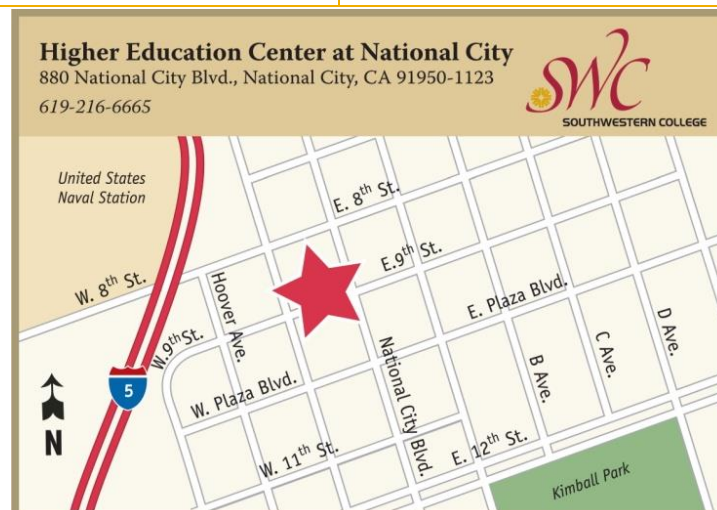 Higher Education Center at National City
880 National City Blvd., National City, CA 91950-1123
619-216-6665
SWC
SOUTHWESTERN COLLEGE
United States
Naval Station
E. 8th St.
W. 8th St.
E.9th St.
Hoover Ave.
E. Plaza Blvd.
W.9th St.
D Ave.
C Ave.
B Ave.
National City Blvd.
5
W. Plaza Blvd.
N
W. 11th St.
E. 12th St.
Kimball Park